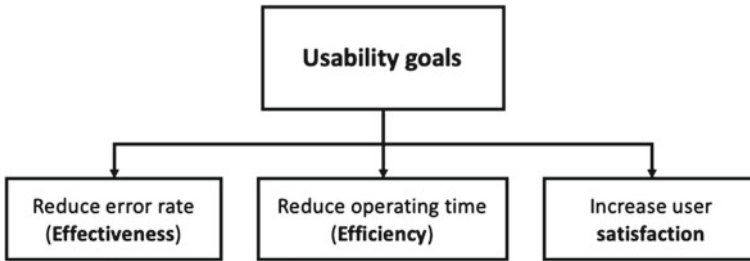 Usability goals
Reduce error rate
(Effectiveness)
Reduce operating time
(Efficiency)
Increase user
satisfaction